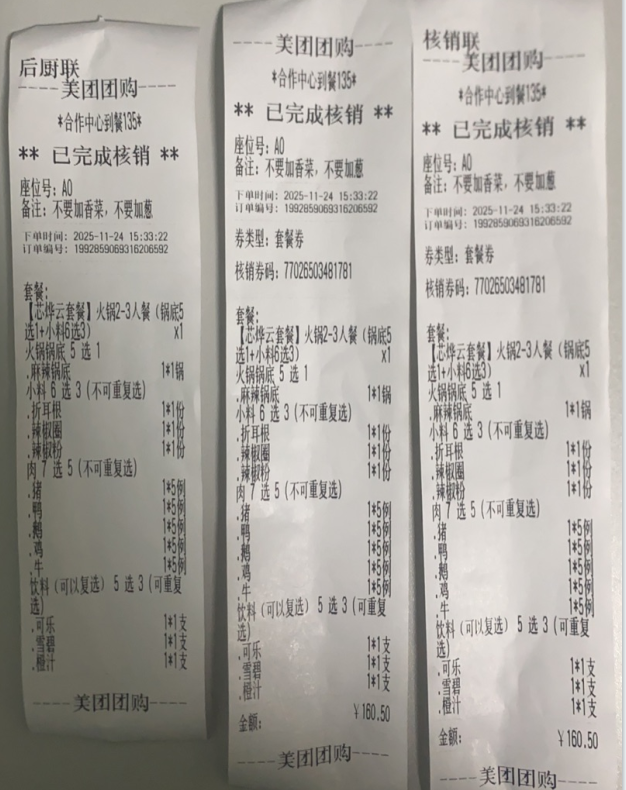 后厨联
----美团团购----
*合作中心到餐135*
** 已完成核销 **
座位号: A0
备注: 不要加香菜, 不要加葱
下单时间: 2025-11-24 15:33:22
订单编号: 1992859069316206592
套餐:
【芯烨云套餐】火锅2-3人餐 (锅底5
选1+小料6选3) x1
火锅锅底 5 选 1
.麻辣锅底 1*1锅
小料 6 选 3 (不可重复选)
.折耳根 1*1份
.辣椒圈 1*1份
.辣椒粉 1*1份
肉 7 选 5 (不可重复选)
.猪 1*5例
.鸭 1*5例
.鹅 1*5例
.鸡 1*5例
.牛 1*5例
饮料 (可以复选) 5 选 3 (可重复
选)
.可乐 1*1支
.雪碧 1*1支
.橙汁 1*1支
----美团团购----
----美团团购----
*合作中心到餐135*
** 已完成核销 **
座位号: A0
备注: 不要加香菜, 不要加葱
下单时间: 2025-11-24 15:33:22
订单编号: 1992859069316206592
券类型: 套餐券
核销券码: 77026503481781
套餐:
【芯烨云套餐】火锅2-3人餐 (锅底5
选1+小料6选3) x1
火锅锅底 5 选 1
.麻辣锅底 1*1锅
小料 6 选 3 (不可重复选)
.折耳根 1*1份
.辣椒圈 1*1份
.辣椒粉 1*1份
肉 7 选 5 (不可重复选)
.猪 1*5例
.鸭 1*5例
.鹅 1*5例
.鸡 1*5例
.牛 1*5例
饮料 (可以复选) 5 选 3 (可重复
选)
.可乐 1*1支
.雪碧 1*1支
.橙汁 1*1支
金额: ￥160.50
----美团团购----
核销联
----美团团购----
*合作中心到餐135*
** 已完成核销 **
座位号: A0
备注: 不要加香菜, 不要加葱
下单时间: 2025-11-24 15:33:22
订单编号: 1992859069316206592
券类型: 套餐券
核销券码: 77026503481781
套餐:
【芯烨云套餐】火锅2-3人餐 (锅底5
选1+小料6选3) x1
火锅锅底 5 选 1
.麻辣锅底 1*1锅
小料 6 选 3 (不可重复选)
.折耳根 1*1份
.辣椒圈 1*1份
.辣椒粉 1*1份
肉 7 选 5 (不可重复选)
.猪 1*5例
.鸭 1*5例
.鹅 1*5例
.鸡 1*5例
.牛 1*5例
饮料 (可以复选) 5 选 3 (可重复
选)
.可乐 1*1支
.雪碧 1*1支
.橙汁 1*1支
金额: ￥160.50
----美团团购----